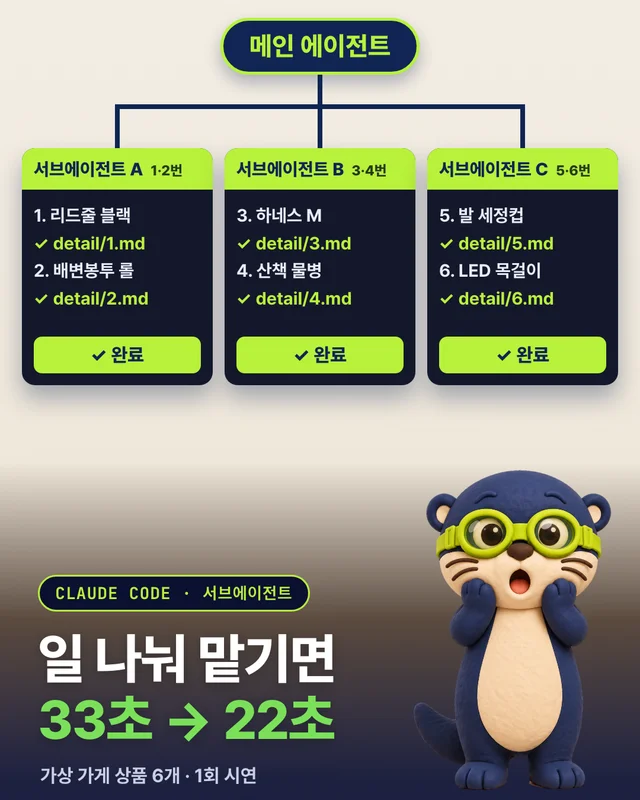 메인 에이전트
서브에이전트 A 1·2번
1. 리드줄 블랙
✓ detail/1.md
2. 배변봉투 롤
✓ detail/2.md
✓ 완료
서브에이전트 B 3·4번
3. 하네스 M
✓ detail/3.md
4. 산책 물병
✓ detail/4.md
✓ 완료
서브에이전트 C 5·6번
5. 발 세정컵
✓ detail/5.md
6. LED 목걸이
✓ detail/6.md
✓ 완료
CLAUDE CODE · 서브에이전트
일 나눠 맡기면
33초 → 22초
가상 가게 상품 6개 · 1회 시연